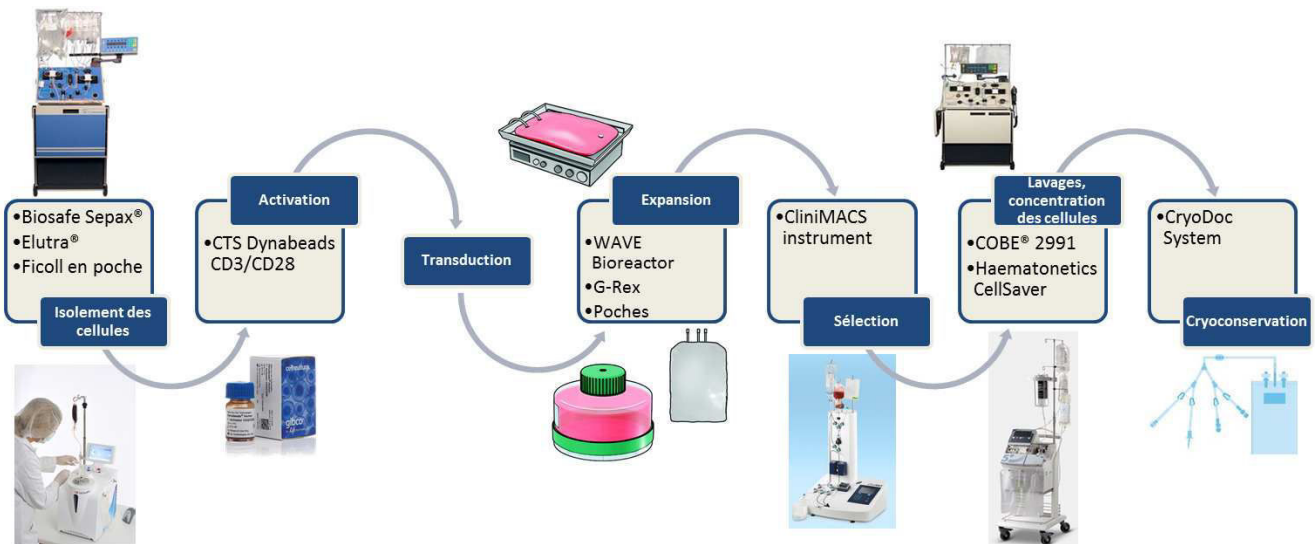 •Biosafe Sepax®
•Elutra®
•Ficoll en poche
Isolement des
cellules
Activation
•CTS Dynabeads
CD3/CD28
gibco
Transduction
Expansion
•WAVE
Bioreactor
•G-Rex
•Poches
•CliniMACS
instrument
Sélection
Lavages,
concentration
des cellules
•COBE® 2991
•Haematonetics
CellSaver
•CryoDoc
System
Cryoconservation